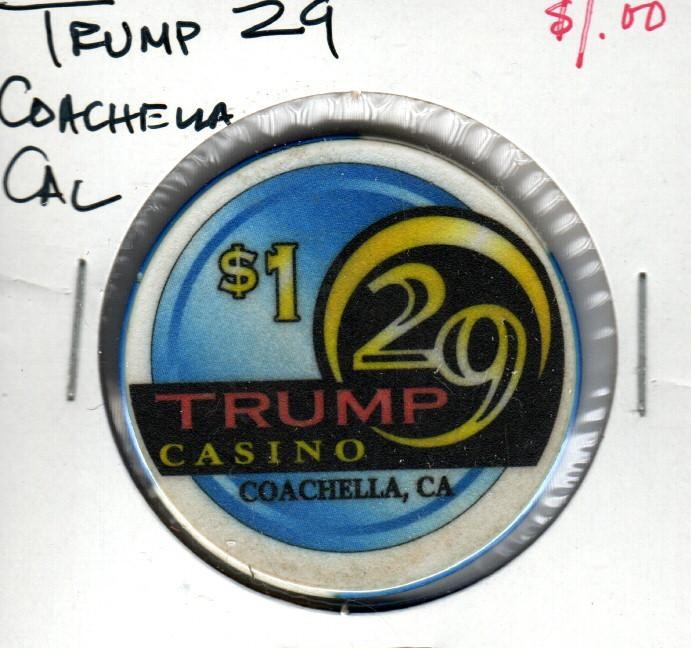 TRUMP 29
$1.00
COACHELLA
CAL
$1
29
TRUMP
CASINO
COACHELLA, CA